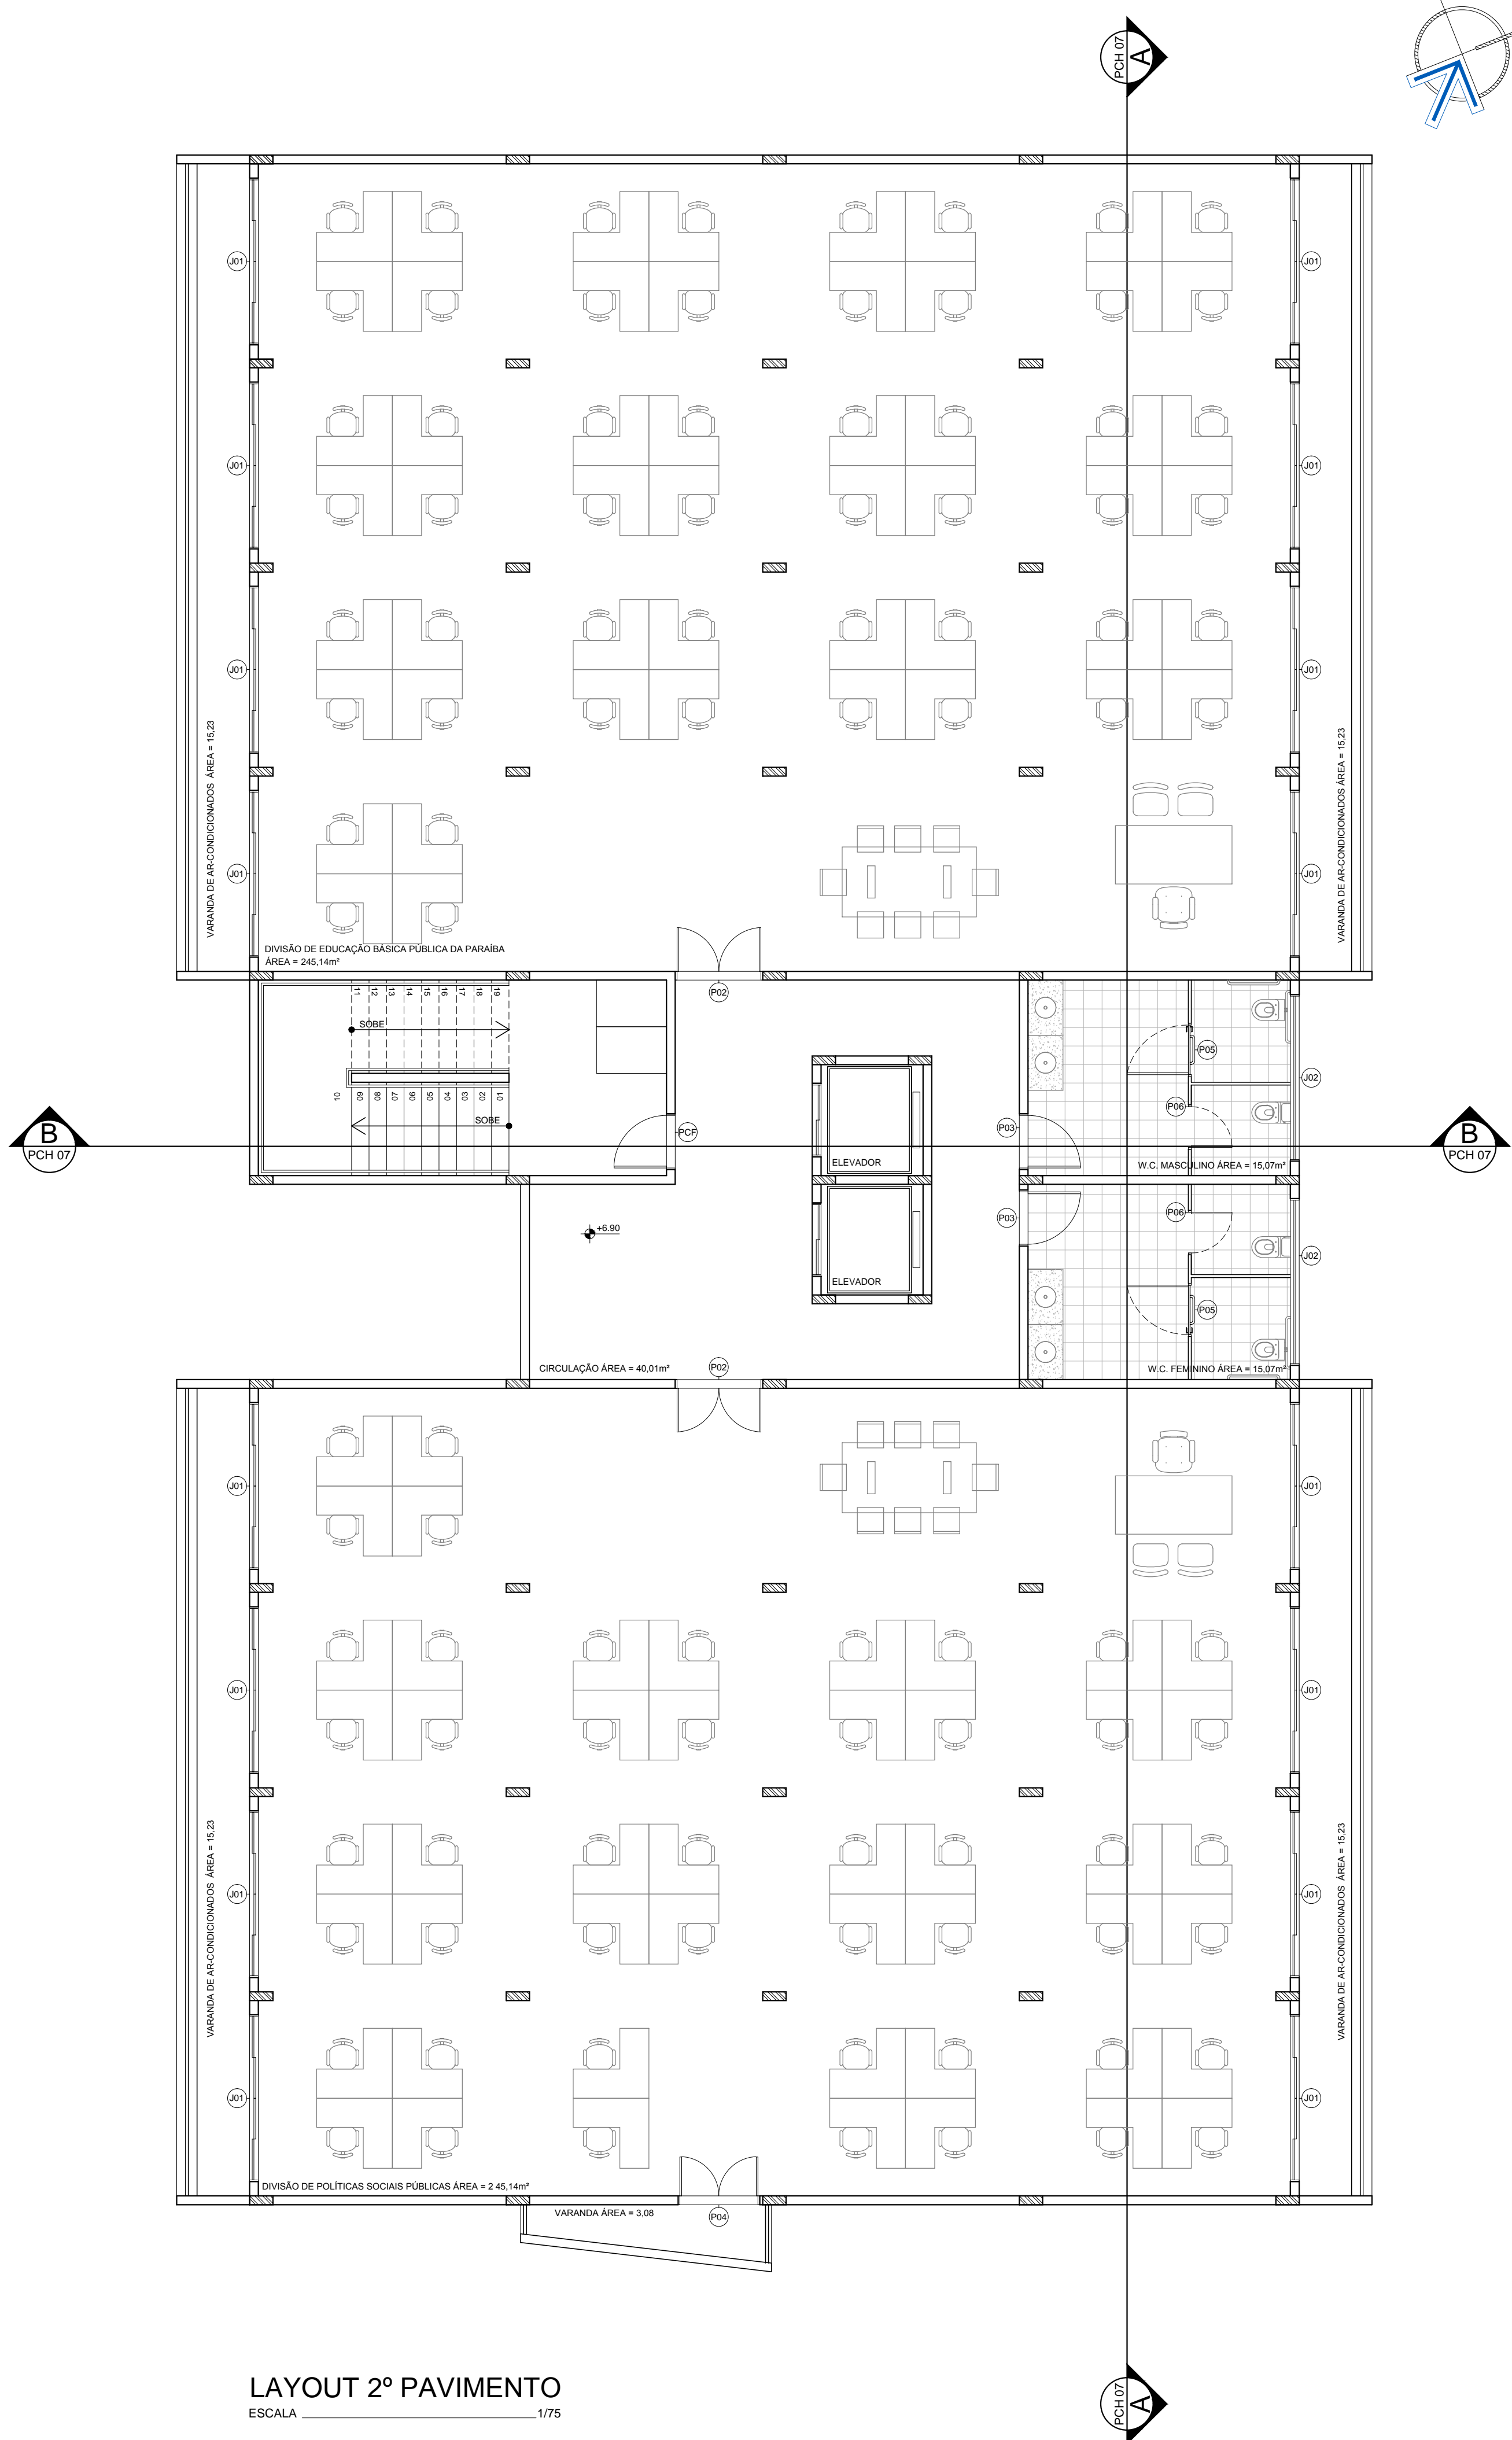 PCH 07
A
J01
J01
J01
J01
J01
J01
VARANDA DE AR-CONDICIONADOS ÁREA = 15,23
VARANDA DE AR-CONDICIONADOS ÁREA = 15,23
J01
J01
DIVISÃO DE EDUCAÇÃO BÁSICA PÚBLICA DA PARAÍBA
ÁREA = 245,14m²
P02
11 12 13 14 15 16 17 18 19
SOBE
10 09 08 07 06 05 04 03 02 01
SOBE
PCF
ELEVADOR
P03
P05
J02
P06
W.C. MASCULINO ÁREA = 15,07m²
B
PCH 07
B
PCH 07
+6.90
ELEVADOR
P03
P06
J02
P05
CIRCULAÇÃO ÁREA = 40,01m²
P02
W.C. FEMININO ÁREA = 15,07m²
J01
J01
J01
J01
VARANDA DE AR-CONDICIONADOS ÁREA = 15,23
VARANDA DE AR-CONDICIONADOS ÁREA = 15,23
J01
J01
J01
J01
DIVISÃO DE POLÍTICAS SOCIAIS PÚBLICAS ÁREA = 2 45,14m²
VARANDA ÁREA = 3,08
P04
LAYOUT 2º PAVIMENTO
ESCALA 1/75
PCH 07
A